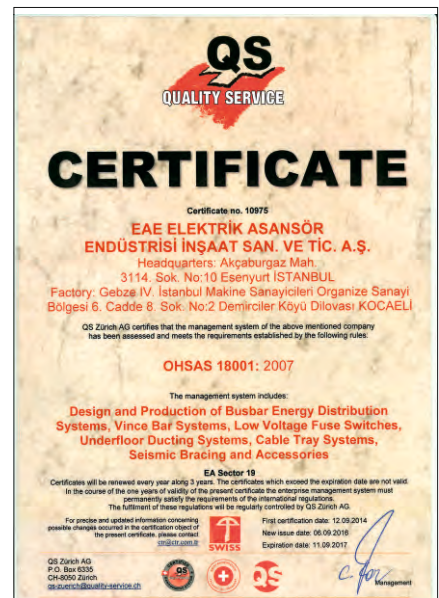 QS
QUALITY SERVICE
CERTIFICATE
Certificate no. 10975
EAE ELEKTRİK ASANSÖR
ENDÜSTRİSİ İNŞAAT SAN. VE TİC. A.Ş.
Headquarters: Akçaburgaz Mah.
3114. Sok. No:10 Esenyurt İSTANBUL
Factory: Gebze IV. İstanbul Makine Sanayicileri Organize Sanayi
Bölgesi 6. Cadde 8. Sok. No:2 Demirciler Köyü Dilovası KOCAELİ
QS Zürich AG certifies that the management system of the above mentioned company
has been assessed and meets the requirements established by the following rules:
OHSAS 18001: 2007
The management system includes:
Design and Production of Busbar Energy Distribution
Systems, Vince Bar Systems, Low Voltage Fuse Switches,
Underfloor Ducting Systems, Cable Tray Systems,
Seismic Bracing and Accessories
EA Sector 19
Certificates will be renewed every year along 3 years. The certificates which exceed the expiration date are not valid.
In the course of the one years of validity of the present certificate the enterprise management system must
permanently satisfy the requirements of the international regulations.
The fulfilment of these regulations will be regularly controlled by QS Zürich AG.
For precise and updated information concerning
possible changes occurred in the certification object of
the present certificate, please contact
ctr@ctr.com.tr
SWISS
First certification date: 12.09.2014
New issue date: 06.09.2016
Expiration date: 11.09.2017
QS Zürich AG
P.O. Box 6335
CH-8050 Zürich
qs-zuerich@quality-service.ch
QS
Management